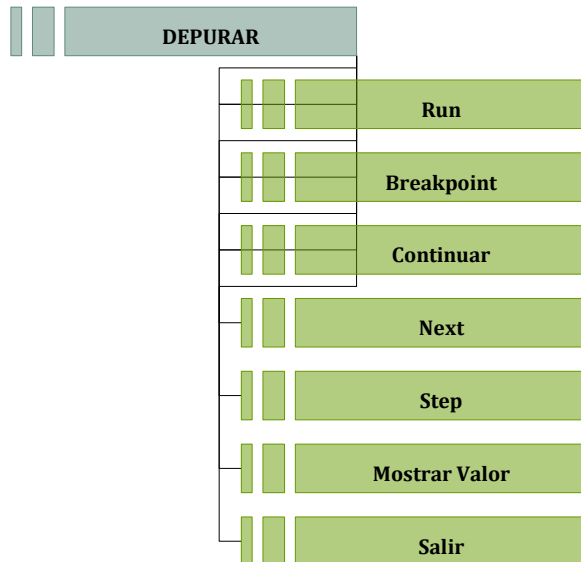 DEPURAR
Run
Breakpoint
Continuar
Next
Step
Mostrar Valor
Salir